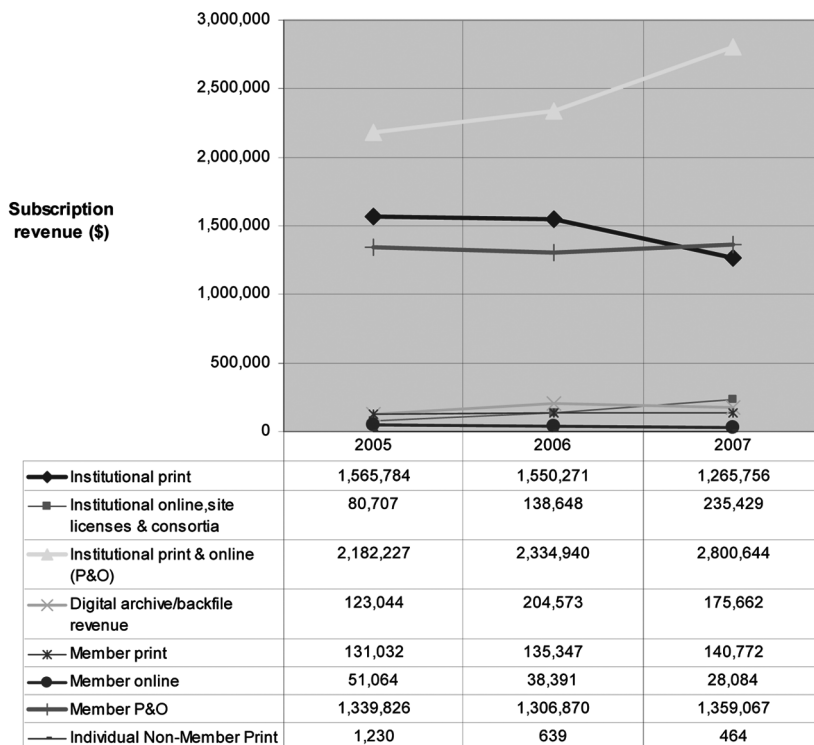 3,000,000
2,500,000
2,000,000
Subscription
revenue ($)
1,500,000
1,000,000
500,000
0
2005 2006 2007
Institutional print 1,565,784 1,550,271 1,265,756
Institutional online,site
licenses & consortia 80,707 138,648 235,429
Institutional print & online
(P&O) 2,182,227 2,334,940 2,800,644
Digital archive/backfile
revenue 123,044 204,573 175,662
Member print 131,032 135,347 140,772
Member online 51,064 38,391 28,084
Member P&O 1,339,826 1,306,870 1,359,067
Individual Non-Member Print 1,230 639 464